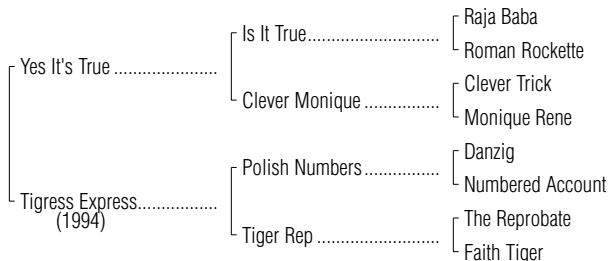 Raja Baba
Is It True..............................
Roman Rockette
Yes It's True .......................
Clever Trick
Clever Monique .................
Monique Rene
Danzig
Polish Numbers.................
Numbered Account
Tigress Express.................
(1994)
The Reprobate
Tiger Rep ............................
Faith Tiger